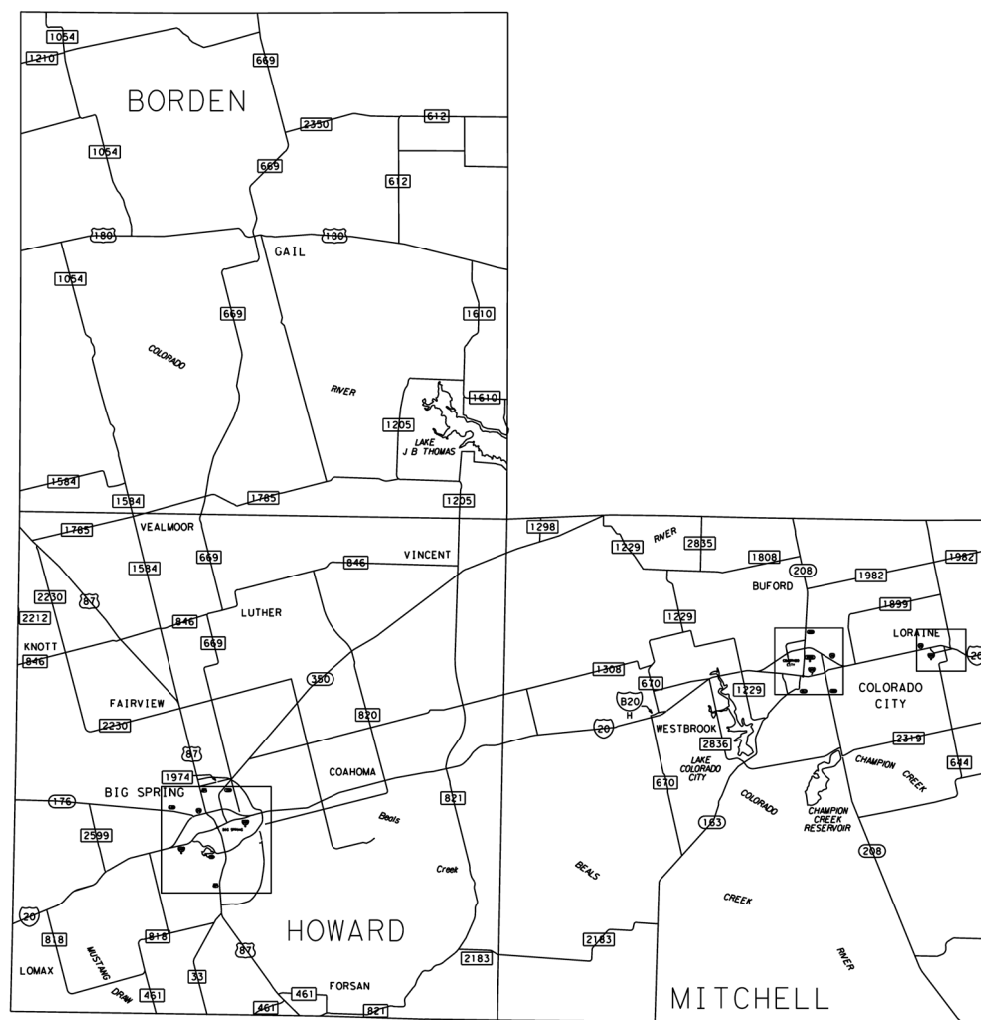 1054
1210
669
BORDEN
612
2350
1054
669
612
180
180
GAIL
1054
669
1610
COLORADO
RIVER
1610
1205
LAKE
J B THOMAS
1584
1584
1785
1205
1785
VEALMOOR
1298
RIVER
2835
1229
VINCENT
1808
208
1982
1982
669
846
1584
BUFORD
2230
87
1899
2212
LUTHER
846
1229
LORAINE
KNOTT
669
846
20
1308
350
670
1229
COLORADO
CITY
FAIRVIEW
B20
H
820
2230
20
WESTBROOK
2836
2319
87
LAKE
COLORADO
CITY
CHAMPION
CREEK
644
1974
COAHOMA
670
BIG SPRING
176
821
COLORADO
CHAMPION
CREEK
RESERVOIR
Beals
163
BIG SPRING
2599
208
Creek
BEALS
CREEK
20
HOWARD
818
818
87
2183
MUSTANG
DRAW
2183
RIVER
LOMAX
33
FORSAN
461
461
461
821
MITCHELL